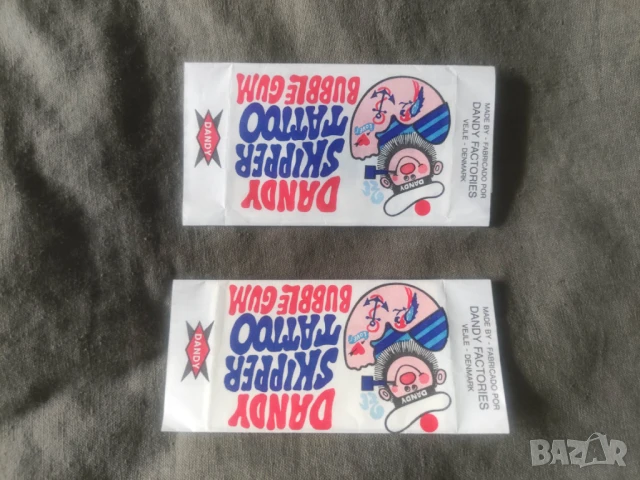 DANDY
SKIPPER
TATTOO
BUBBLE GUM
DANDY
DANDY
MADE BY - FABRICADO POR
DANDY FACTORIES
VEJLE - DENMARK
DANDY
SKIPPER
TATTOO
BUBBLE GUM
DANDY
DANDY
MADE BY - FABRICADO POR
DANDY FACTORIES
VEJLE - DENMARK
BAZAR